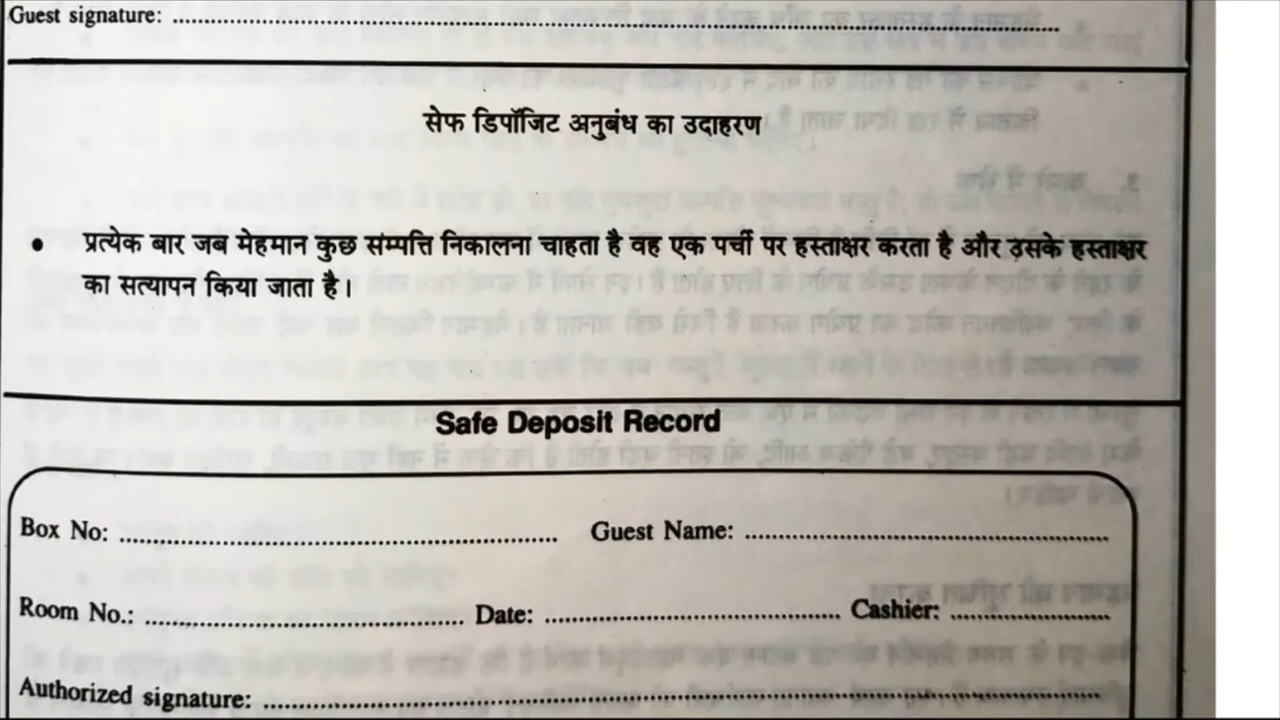 Guest signature: ........................................................................
सेफ डिपॉजिट अनुबंध का उदाहरण
• प्रत्येक बार जब मेहमान कुछ सम्पत्ति निकालना चाहता है वह एक पर्ची पर हस्ताक्षर करता है और उसके हस्ताक्षर
का सत्यापन किया जाता है।
Safe Deposit Record
Box No: ........................................ Guest Name: ........................................
Room No.: ........................................ Date: ........................................ Cashier: ....................
Authorized signature: ........................................................................